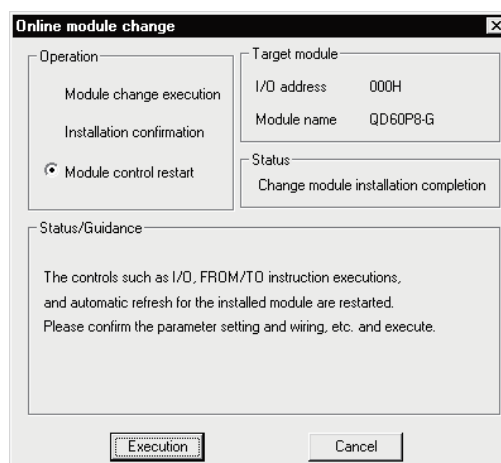 Online module change
Operation
Module change execution
Installation confirmation
Module control restart
Target module
I/O address 000H
Module name QD60P8-G
Status
Change module installation completion
Status/Guidance
The controls such as I/O, FROM/TO instruction executions,
and automatic refresh for the installed module are restarted.
Please confirm the parameter setting and wiring, etc. and execute.
Execution
Cancel